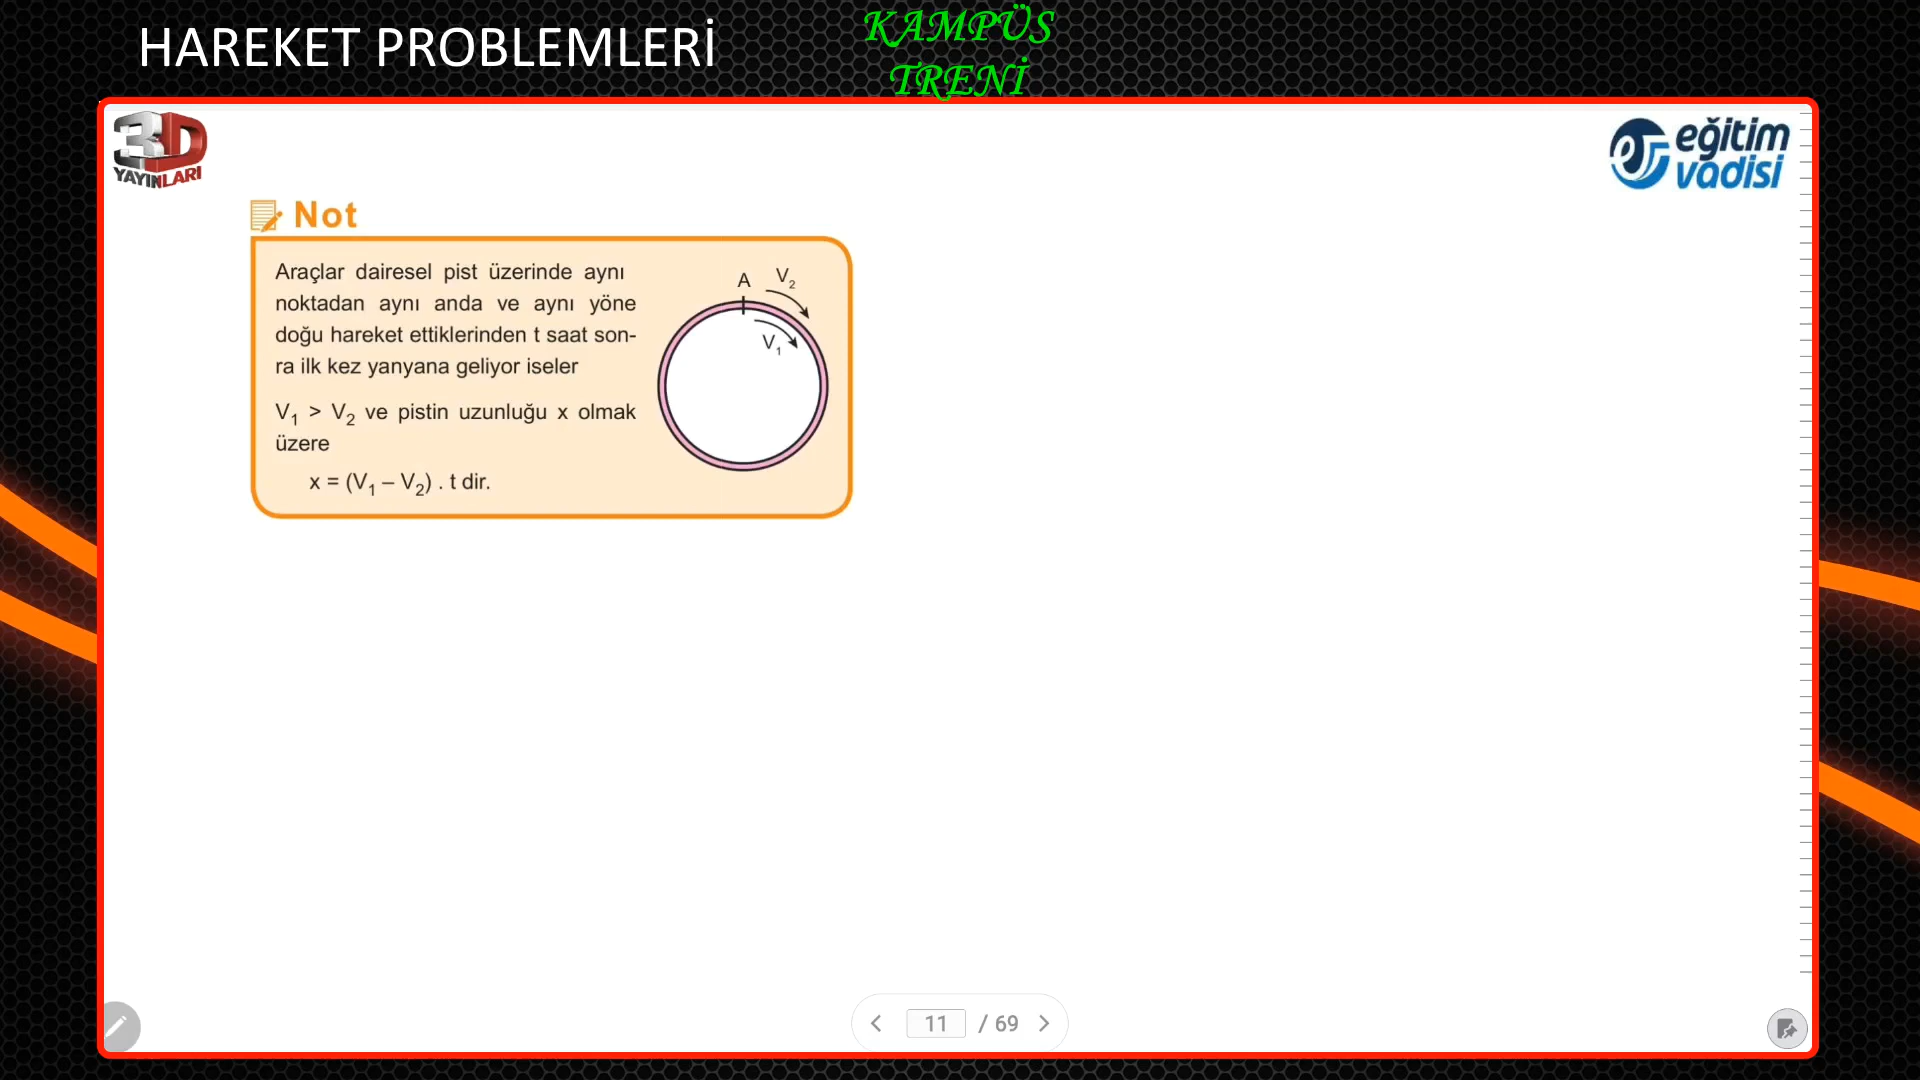 HAREKET PROBLEMLERİ
KAMPÜS
TRENİ
3D
YAYINLARI
eğitim
vadisi
Not
Araçlar dairesel pist üzerinde aynı
noktadan aynı anda ve aynı yöne
doğu hareket ettiklerinden t saat son-
ra ilk kez yanyana geliyor iseler
V₁ > V₂ ve pistin uzunluğu x olmak
üzere
x = (V₁ – V₂) . t dir.
A V₂
V₁
11 / 69